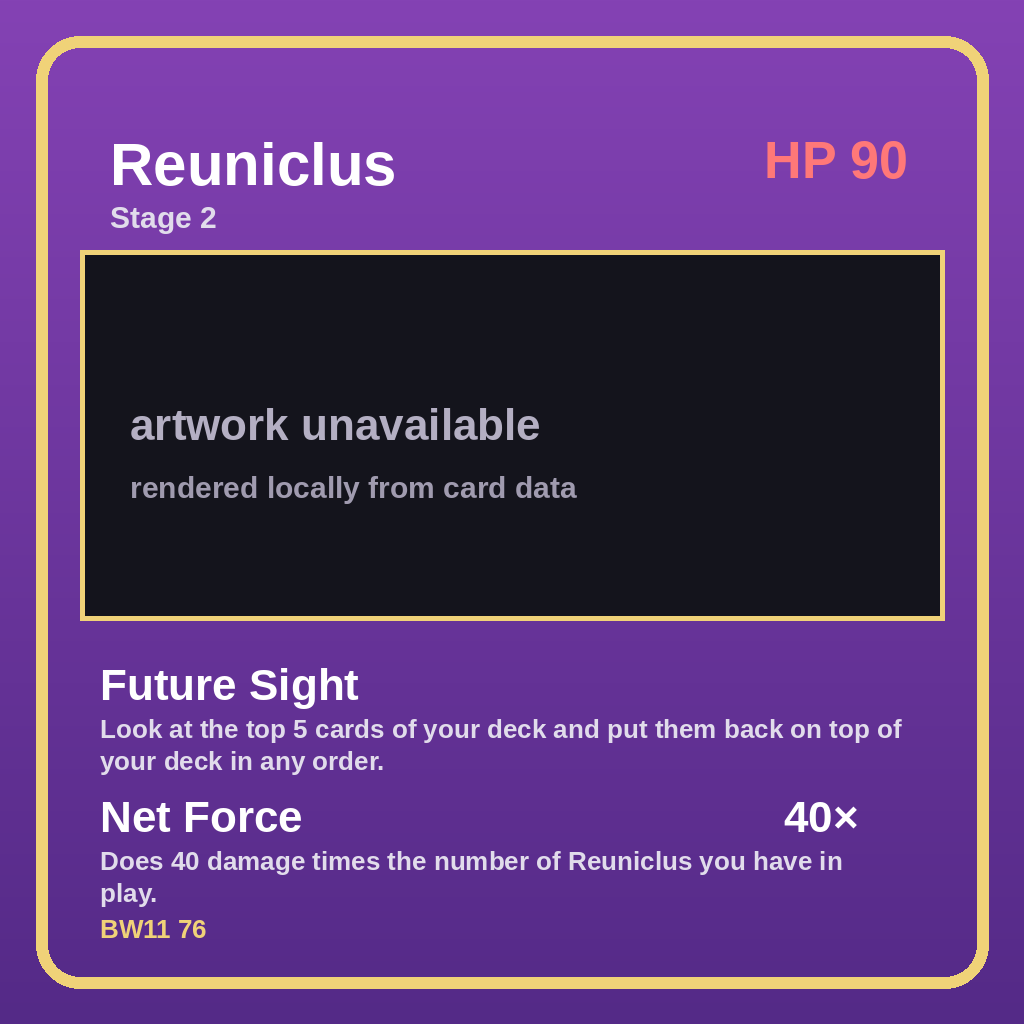 Reuniclus
HP 90
Stage 2
artwork unavailable
rendered locally from card data
Future Sight
Look at the top 5 cards of your deck and put them back on top of
your deck in any order.
Net Force
40×
Does 40 damage times the number of Reuniclus you have in
play.
BW11 76